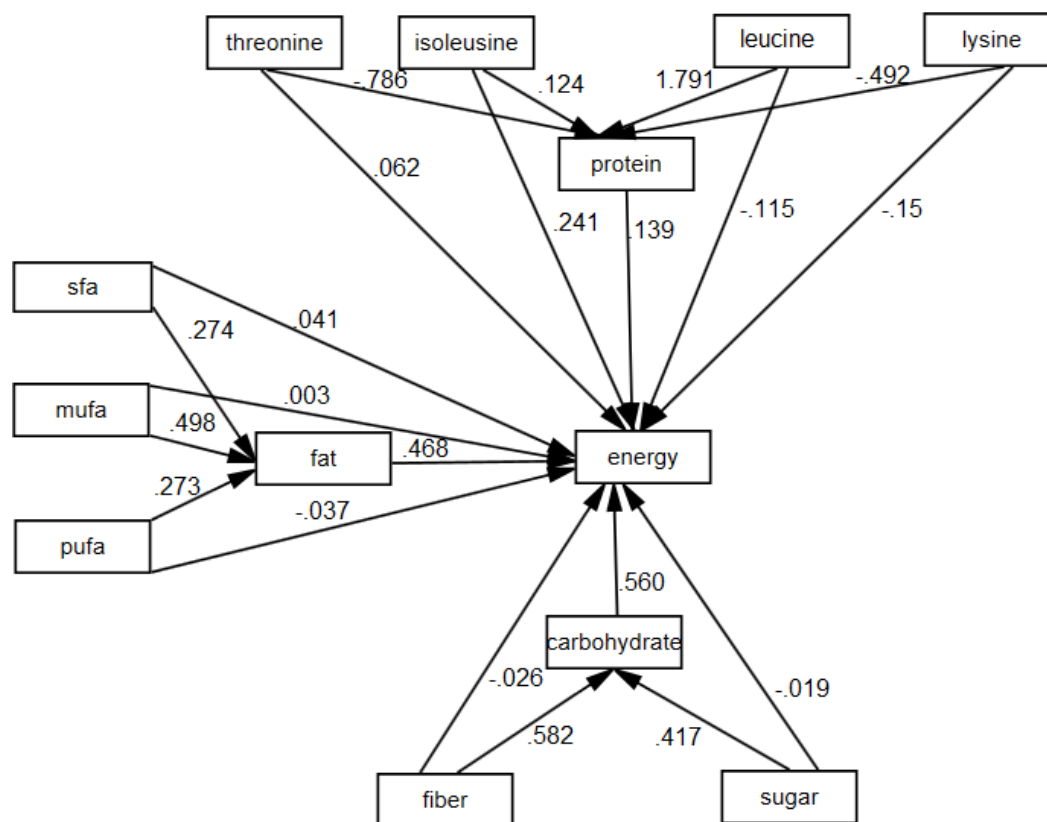 threonine
isoleusine
leucine
lysine
-.786
.124
1.791
-.492
protein
.062
.241
.139
-.115
-.15
sfa
.041
.274
mufa
.003
.498
fat
.468
energy
.273
pufa
-.037
.560
carbohydrate
-.026
-.019
.582
.417
fiber
sugar